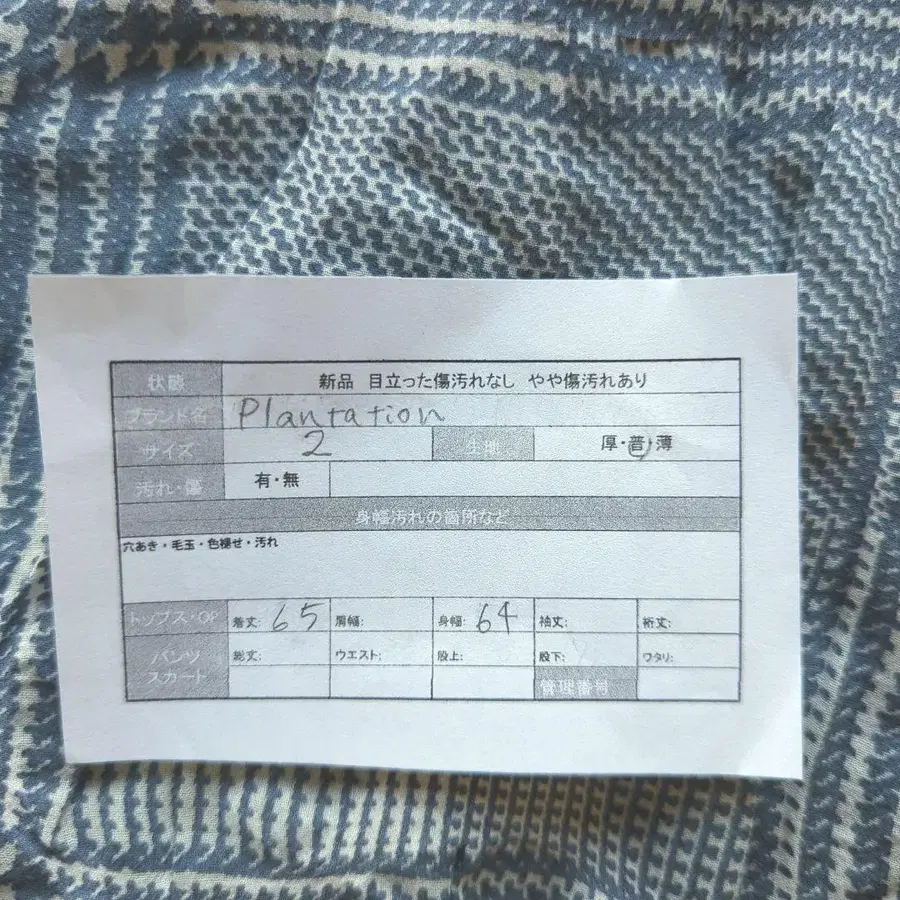 状態 新品 目立った傷汚れなし やや傷汚れあり
ブランド名 Plantation
サイズ 2 生地 厚・普・薄
汚れ・傷 有・無
身幅汚れの箇所など
穴あき・毛玉・色褪せ・汚れ
トップス・OP 着丈: 65 肩幅: 身幅: 64 袖丈: 裄丈:
パンツ 総丈: ウエスト: 股上: 股下: ワタリ:
スカート 管理番号